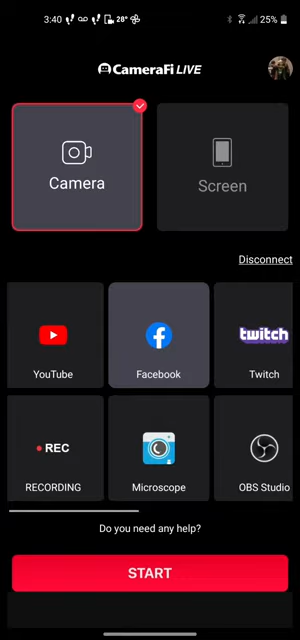 3:40
28°
25%
CameraFi LIVE
Camera
Screen
Disconnect
twitch
YouTube
Facebook
Twitch
REC
RECORDING
Microscope
OBS Studio
Do you need any help?
START